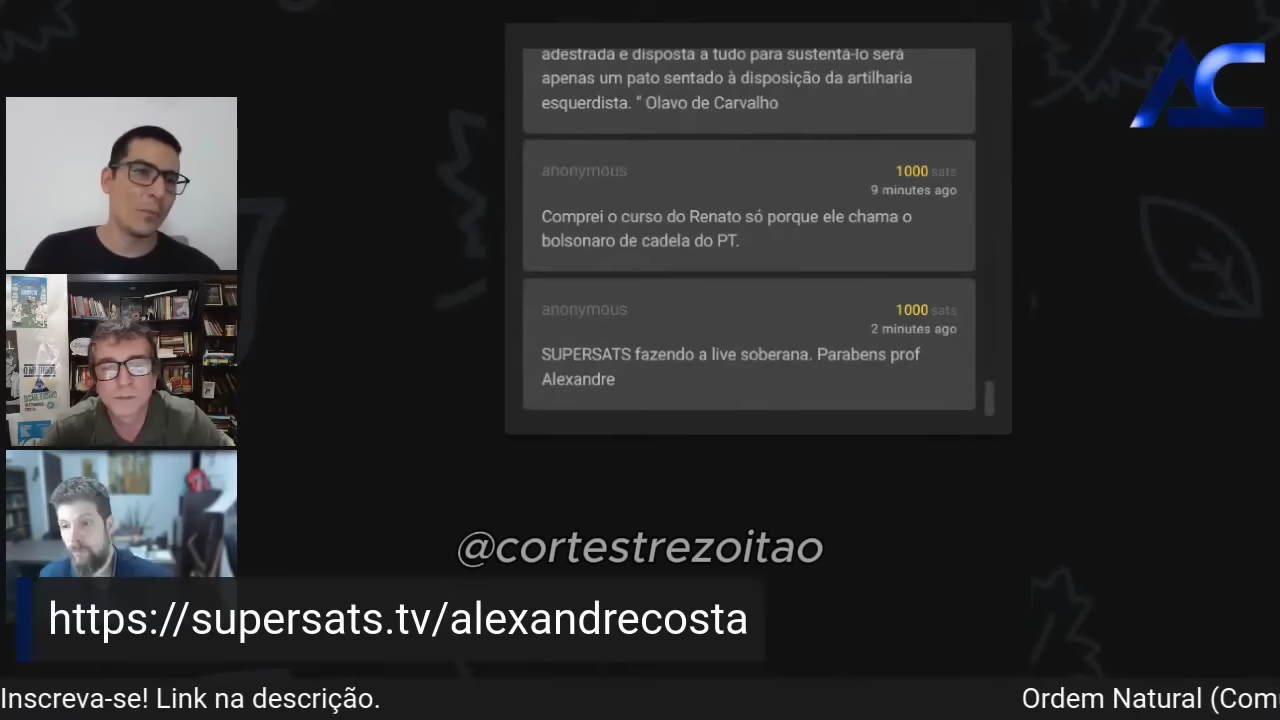 adestrada e disposta a tudo para sustentá-lo será
apenas um pato sentado à disposição da artilharia
esquerdista. " Olavo de Carvalho
anonymous
1000 sats
9 minutes ago
Comprei o curso do Renato só porque ele chama o
bolsonaro de cadela do PT.
anonymous
1000 sats
2 minutes ago
SUPERSATS fazendo a live soberana. Parabens prof
Alexandre
AC
@cortestrezoitao
https://supersats.tv/alexandrecosta
Inscreva-se! Link na descrição.
Ordem Natural (Com